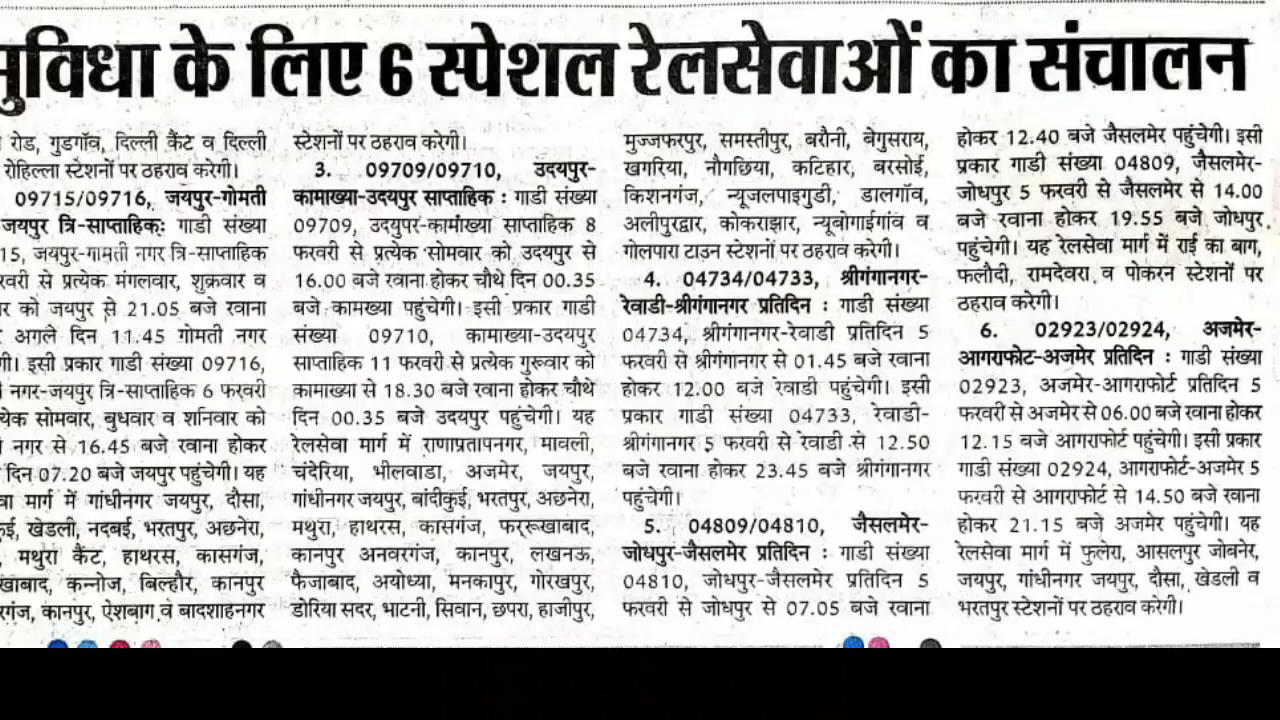 सुविधा के लिए 6 स्पेशल रेलसेवाओं का संचालन
रोड, गुडगॉव, दिल्ली कैंट व दिल्ली
रोहिल्ला स्टेशनों पर ठहराव करेगी।
09715/09716, जयपुर-गोमती
जयपुर त्रि-साप्ताहिकः गाडी संख्या
15, जयपुर-गामती नगर त्रि-साप्ताहिक
रवरी से प्रत्येक मंगलवार, शुक्रवार व
र को जयपुर से 21.05 बजे रवाना
अगले दिन 11.45 गोमती नगर
गी। इसी प्रकार गाडी संख्या 09716,
नगर-जयपुर त्रि-साप्ताहिक 6 फरवरी
येक सोमवार, बुधवार व शनिवार को
नगर से 16.45 बजे रवाना होकर
दिन 07.20 बजे जयपुर पहुंचेगी। यह
वा मार्ग में गांधीनगर जयपुर, दौसा,
कुई, खेडली, नदबई, भरतपुर, अछनेरा,
, मथुरा कैंट, हाथरस, कासगंज,
खाबाद, कन्नोज, बिल्हौर, कानपुर
रगंज, कानपुर, ऐशबाग व बादशाहनगर
स्टेशनों पर ठहराव करेगी।
3. 09709/09710, उदयपुर-
कामाख्या-उदयपुर साप्ताहिक : गाडी संख्या
09709, उदयुपर-कामाख्या साप्ताहिक 8
फरवरी से प्रत्येक सोमवार को उदयपुर से
16.00 बजे रवाना होकर चौथे दिन 00.35
बजे कामख्या पहुंचेगी। इसी प्रकार गाडी
संख्या 09710, कामाख्या-उदयपुर
साप्ताहिक 11 फरवरी से प्रत्येक गुरूवार को
कामाख्या से 18.30 बजे रवाना होकर चौथे
दिन 00.35 बजे उदयपुर पहुंचेगी। यह
रेलसेवा मार्ग में राणाप्रतापनगर, मावली,
चंदेरिया, भीलवाडा, अजमेर, जयपुर,
गांधीनगर जयपुर, बांदीकुई, भरतपुर, अछनेरा,
मथुरा, हाथरस, कासगंज, फर्रूखाबाद,
कानपुर अनवरगंज, कानपुर, लखनऊ,
फैजाबाद, अयोध्या, मनकापुर, गोरखपुर,
डोरिया सदर, भाटनी, सिवान, छपरा, हाजीपुर,
मुज्जफरपुर, समस्तीपुर, बरौनी, बेगुसराय,
खगरिया, नौगछिया, कटिहार, बरसोई,
किशनगंज, न्यूजलपाइगुडी, डालगॉव,
अलीपुरद्वार, कोकराझार, न्यूबोगाईगांव व
गोलपारा टाउन स्टेशनों पर ठहराव करेगी।
4. 04734/04733, श्रीगंगानगर-
रेवाडी-श्रीगंगानगर प्रतिदिन : गाडी संख्या
04734, श्रीगंगानगर-रेवाडी प्रतिदिन 5
फरवरी से श्रीगंगानगर से 01.45 बजे रवाना
होकर 12.00 बजे रेवाडी पहुंचेगी। इसी
प्रकार गाडी संख्या 04733, रेवाडी-
श्रीगंगानगर 5 फरवरी से रेवाडी से 12.50
बजे रवाना होकर 23.45 बजे श्रीगंगानगर
पहुंचेगी।
5. 04809/04810, जैसलमेर-
जोधपुर-जैसलमेर प्रतिदिन : गाडी संख्या
04810, जोधपुर-जैसलमेर प्रतिदिन 5
फरवरी से जोधपुर से 07.05 बजे रवाना
होकर 12.40 बजे जैसलमेर पहुंचेगी। इसी
प्रकार गाडी संख्या 04809, जैसलमेर-
जोधपुर 5 फरवरी से जैसलमेर से 14.00
बजे रवाना होकर 19.55 बजे जोधपुर
पहुंचेगी। यह रेलसेवा मार्ग में राई का बाग,
फलौदी, रामदेवरा व पोकरन स्टेशनों पर
ठहराव करेगी।
6. 02923/02924, अजमेर-
आगराफोट-अजमेर प्रतिदिन : गाडी संख्या
02923, अजमेर-आगराफोर्ट प्रतिदिन 5
फरवरी से अजमेर से 06.00 बजे रवाना होकर
12.15 बजे आगराफोर्ट पहुंचेगी। इसी प्रकार
गाडी संख्या 02924, आगराफोर्ट-अजमेर 5
फरवरी से आगराफोर्ट से 14.50 बजे रवाना
होकर 21.15 बजे अजमेर पहुंचेगी। यह
रेलसेवा मार्ग में फुलेरा, आसलपुर जोबनेर,
जयपुर, गांधीनगर जयपुर, दौसा, खेडली व
भरतपुर स्टेशनों पर ठहराव करेगी।